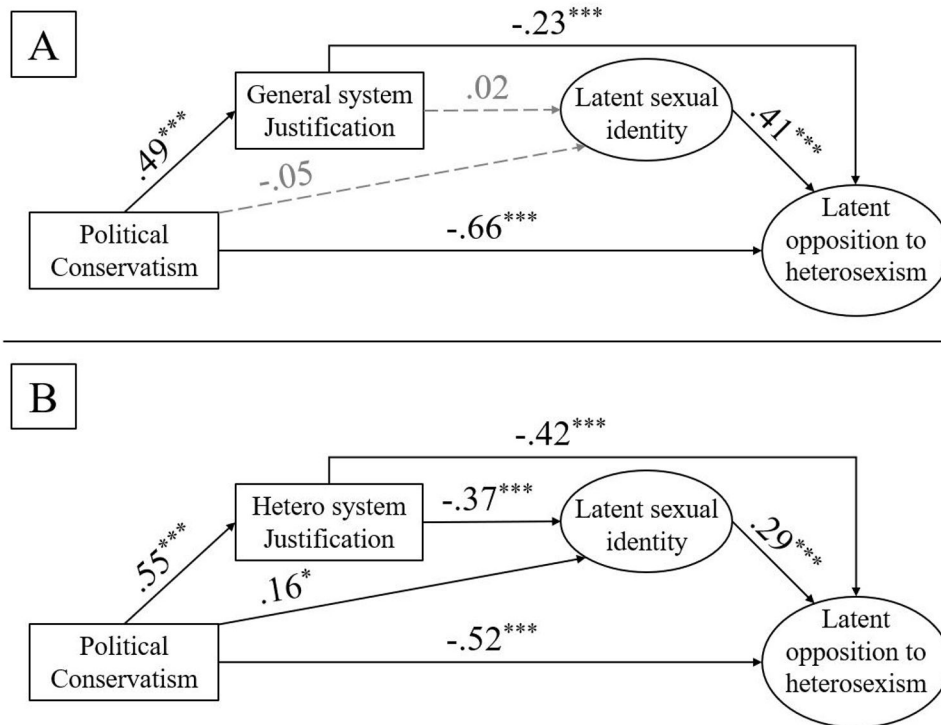 A
-.23***
General system
Justification
.02
Latent sexual
identity
.49***
.41***
-.05
Political
Conservatism
-.66***
Latent
opposition to
heterosexism
B
-.42***
Hetero system
Justification
-.37***
Latent sexual
identity
.55***
.29***
.16*
Political
Conservatism
-.52***
Latent
opposition to
heterosexism